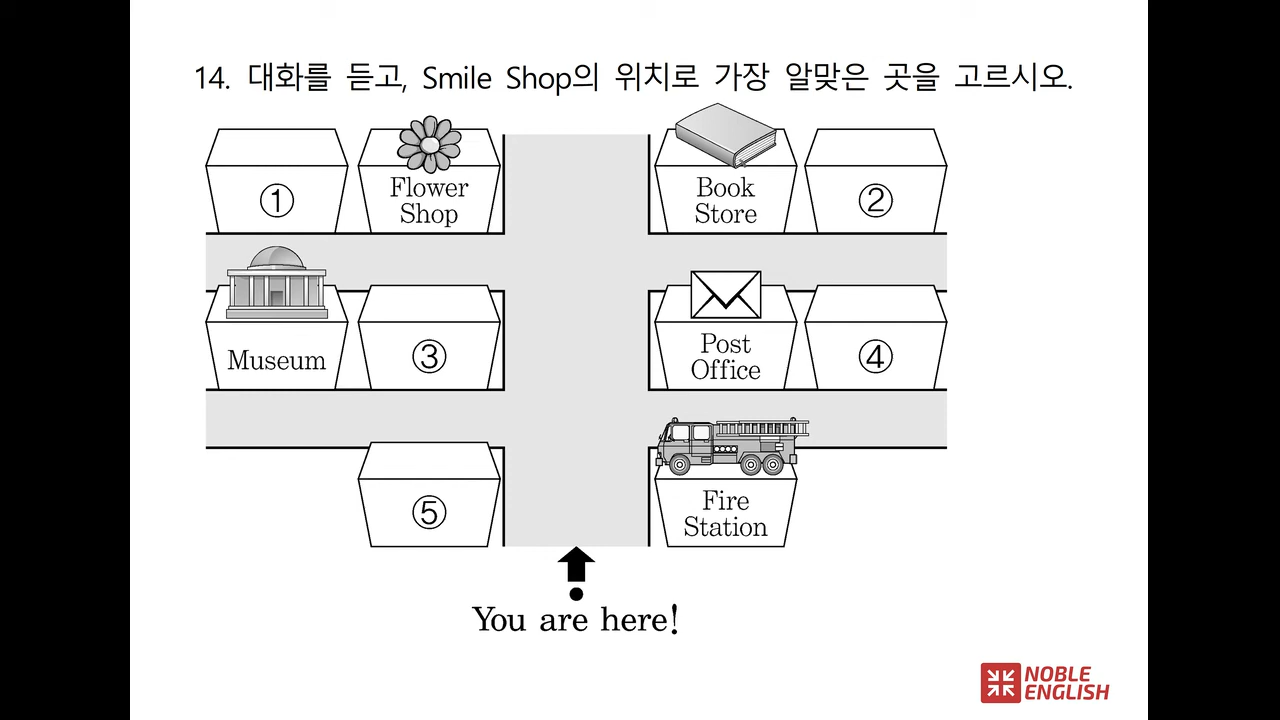 14. 대화를 듣고, Smile Shop의 위치로 가장 알맞은 곳을 고르시오.
①
Flower
Shop
Book
Store
②
Museum
③
Post
Office
④
⑤
Fire
Station
You are here!
NOBLE
ENGLISH